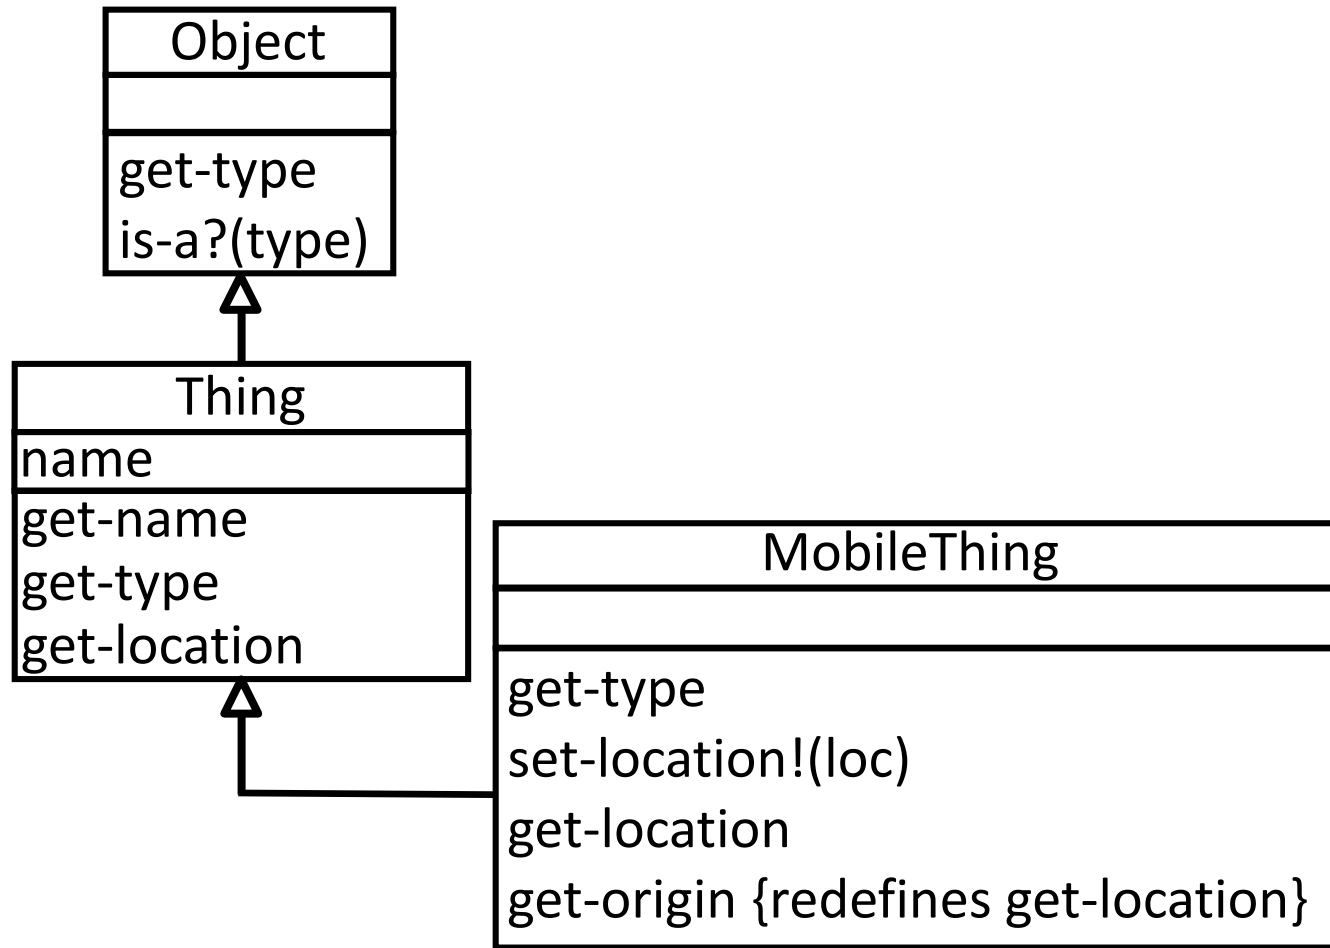 Object
get-type
is-a?(type)
Thing
name
get-name
get-type
get-location
MobileThing
get-type
set-location!(loc)
get-location
get-origin {redefines get-location}